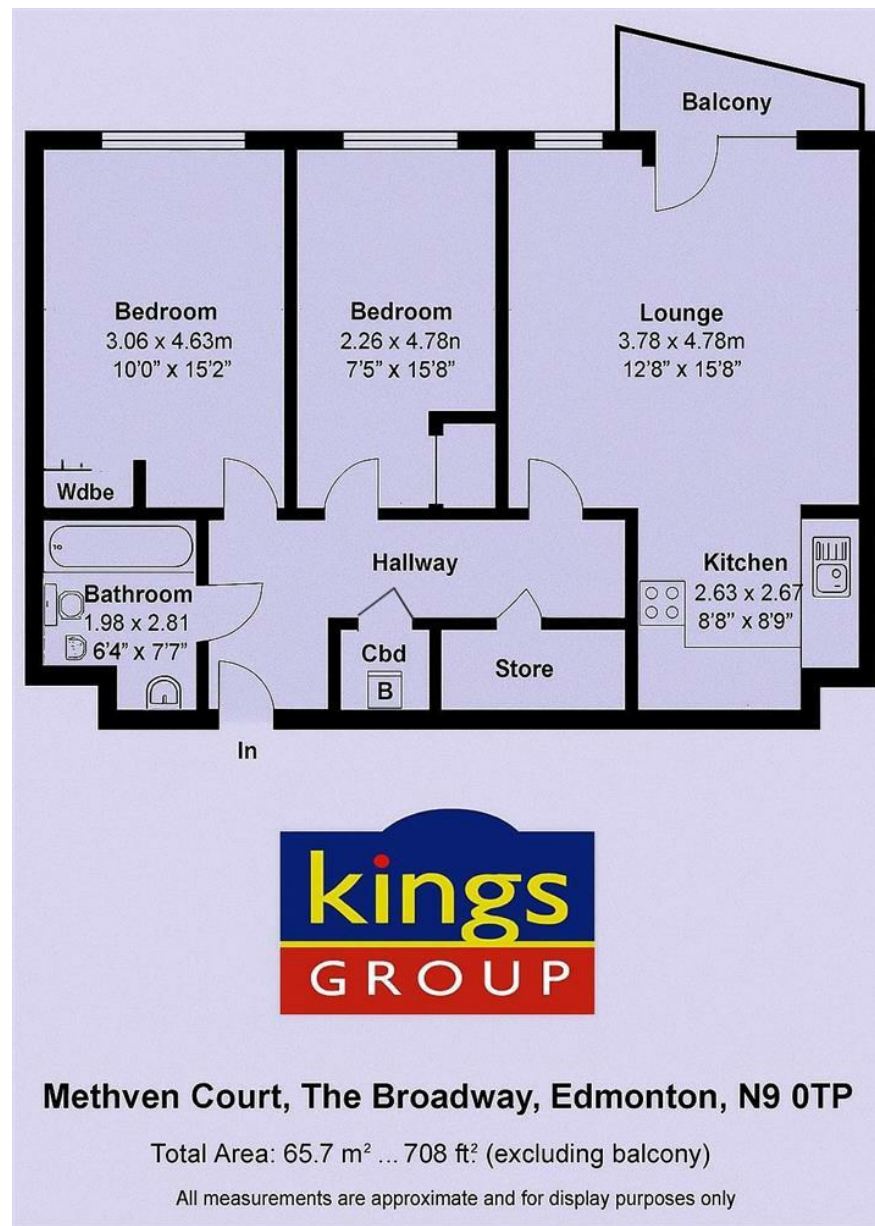 Balcony
Bedroom
3.06 x 4.63m
10'0" x 15'2"
Bedroom
2.26 x 4.78n
7'5" x 15'8"
Lounge
3.78 x 4.78m
12'8" x 15'8"
Wdbe
Hallway
Kitchen
2.63 x 2.67
8'8" x 8'9"
Bathroom
1.98 x 2.81
6'4" x 7'7"
Cbd
B
Store
In
kings
GROUP
Methven Court, The Broadway, Edmonton, N9 0TP
Total Area: 65.7 m² ... 708 ft² (excluding balcony)
All measurements are approximate and for display purposes only